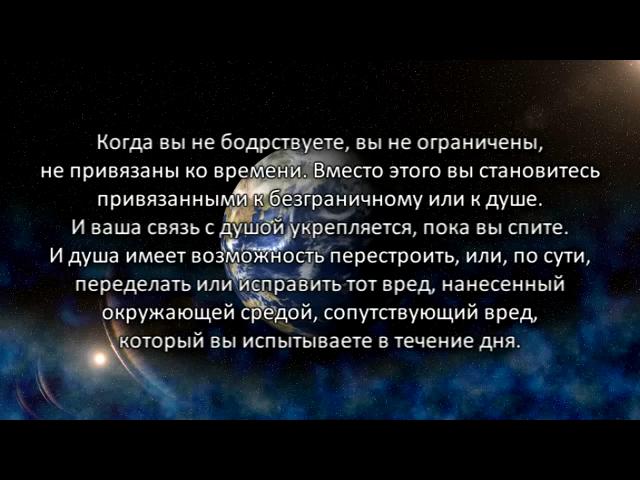 Когда вы не бодрствуете, вы не ограничены,
не привязаны ко времени. Вместо этого вы становитесь
привязанными к безграничному или к душе.
И ваша связь с душой укрепляется, пока вы спите.
И душа имеет возможность перестроить, или, по сути,
переделать или исправить тот вред, нанесенный
окружающей средой, сопутствующий вред,
который вы испытываете в течение дня.